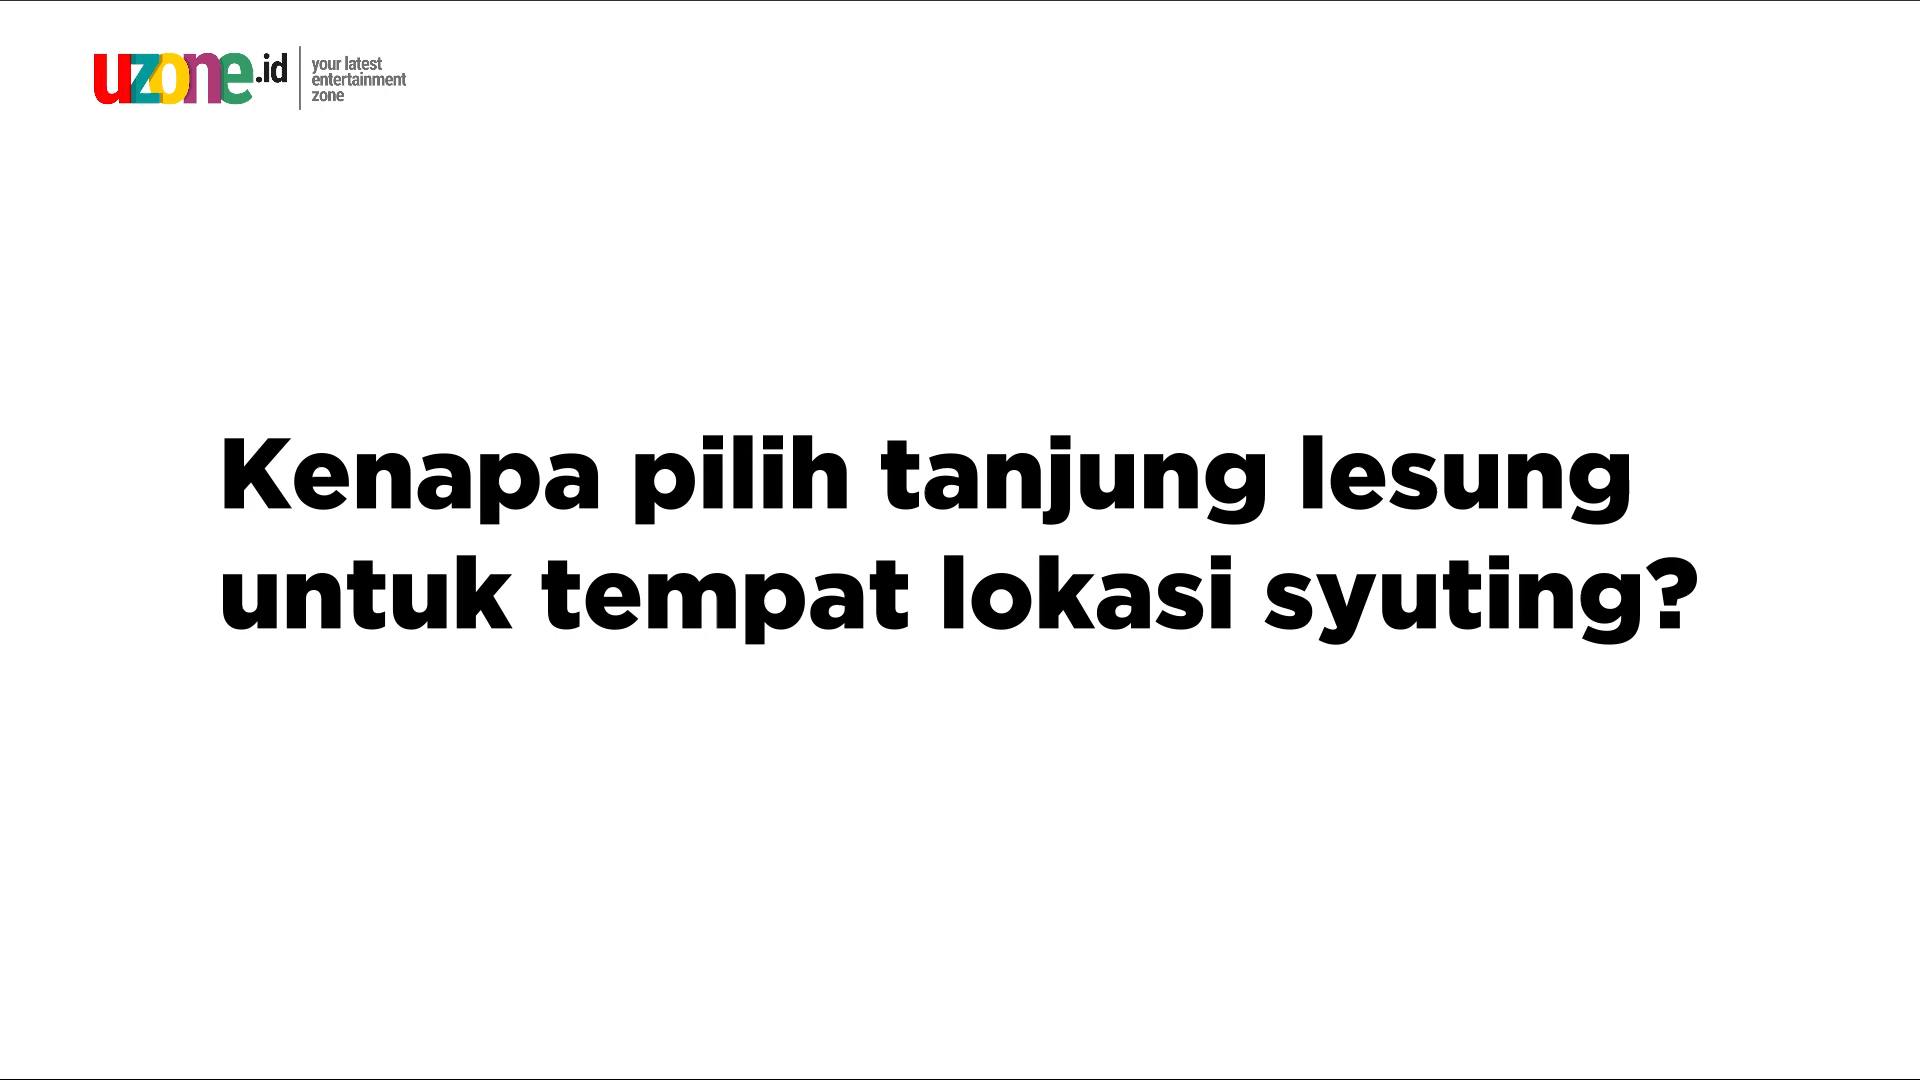 uzone.id
your latest
entertainment
zone
Kenapa pilih tanjung lesung
untuk tempat lokasi syuting?